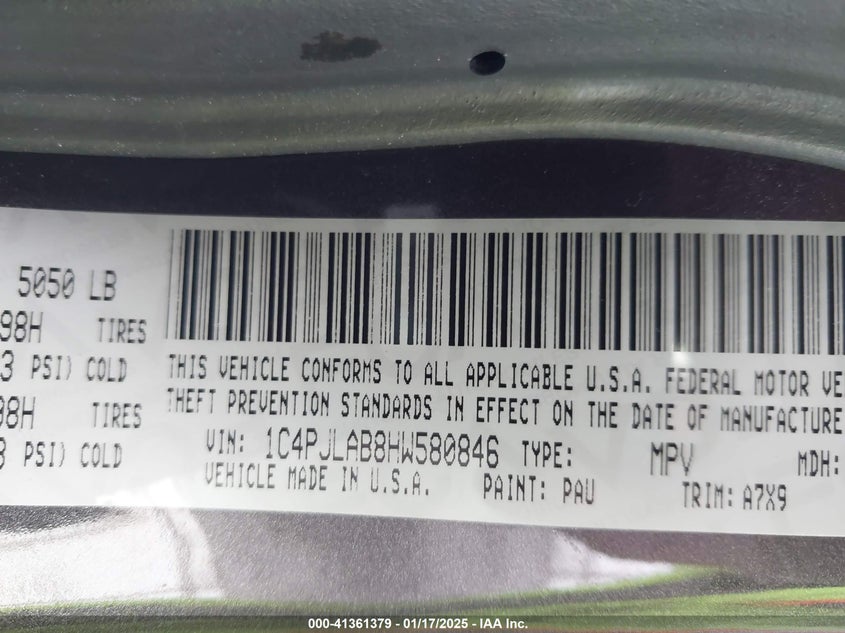 5050 LB
98H TIRES
3 PSI) COLD
98H TIRES
3 PSI) COLD
THIS VEHICLE CONFORMS TO ALL APPLICABLE U.S.A. FEDERAL MOTOR VE
THEFT PREVENTION STANDARDS IN EFFECT ON THE DATE OF MANUFACTURE
VIN: 1C4PJLAB8HW580846 TYPE: MPV MDH:
VEHICLE MADE IN U.S.A. PAINT: PAU TRIM: A7X9
000-41361379 — 01/17/2025 — IAA Inc.